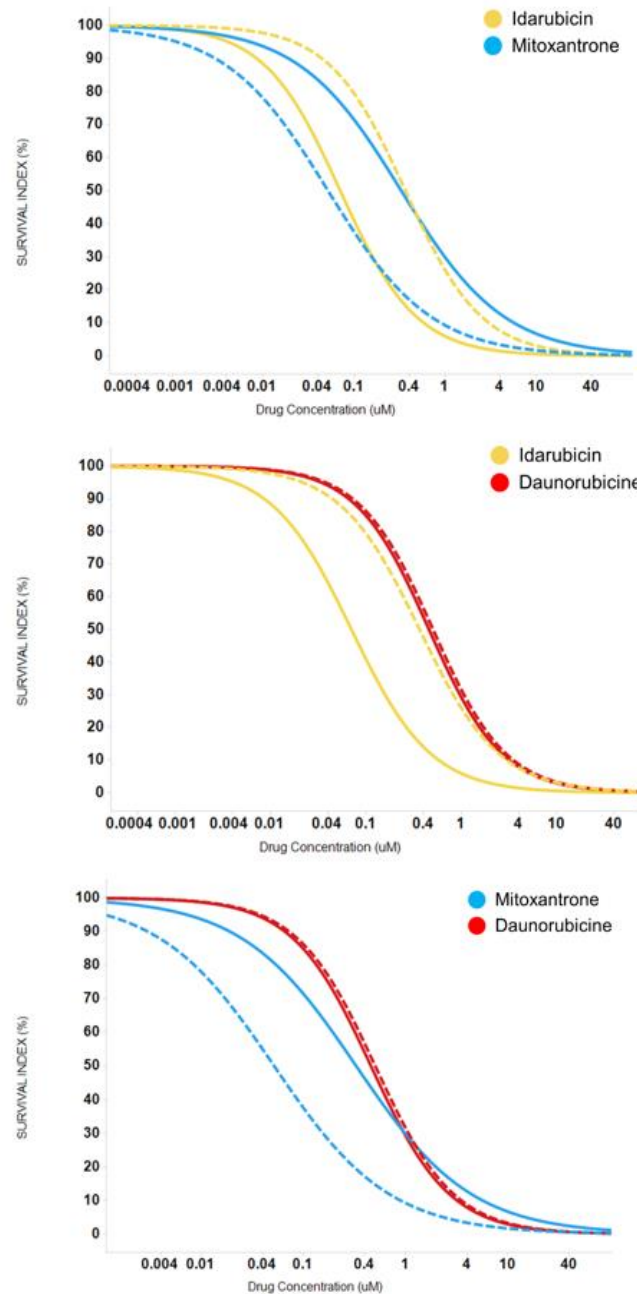 Idarubicin
Mitoxantrone
SURVIVAL INDEX (%)
100
90
80
70
60
50
40
30
20
10
0
0.0004 0.001 0.004 0.01 0.04 0.1 0.4 1 4 10 40
Drug Concentration (uM)
Idarubicin
Daunorubicine
SURVIVAL INDEX (%)
100
90
80
70
60
50
40
30
20
10
0
0.0004 0.001 0.004 0.01 0.04 0.1 0.4 1 4 10 40
Drug Concentration (uM)
Mitoxantrone
Daunorubicine
SURVIVAL INDEX (%)
100
90
80
70
60
50
40
30
20
10
0
0.004 0.01 0.04 0.1 0.4 1 4 10 40
Drug Concentration (uM)